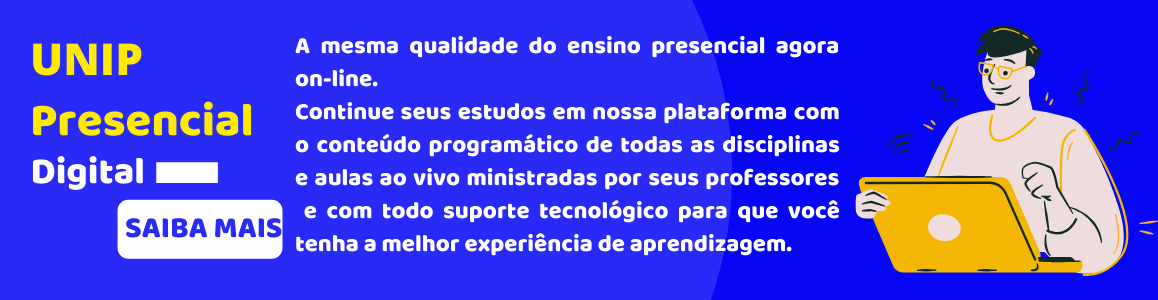 UNIP
Presencial
Digital
SAIBA MAIS
A mesma qualidade do ensino presencial agora
on-line.
Continue seus estudos em nossa plataforma com
o conteúdo programático de todas as disciplinas
e aulas ao vivo ministradas por seus professores
e com todo suporte tecnológico para que você
tenha a melhor experiência de aprendizagem.